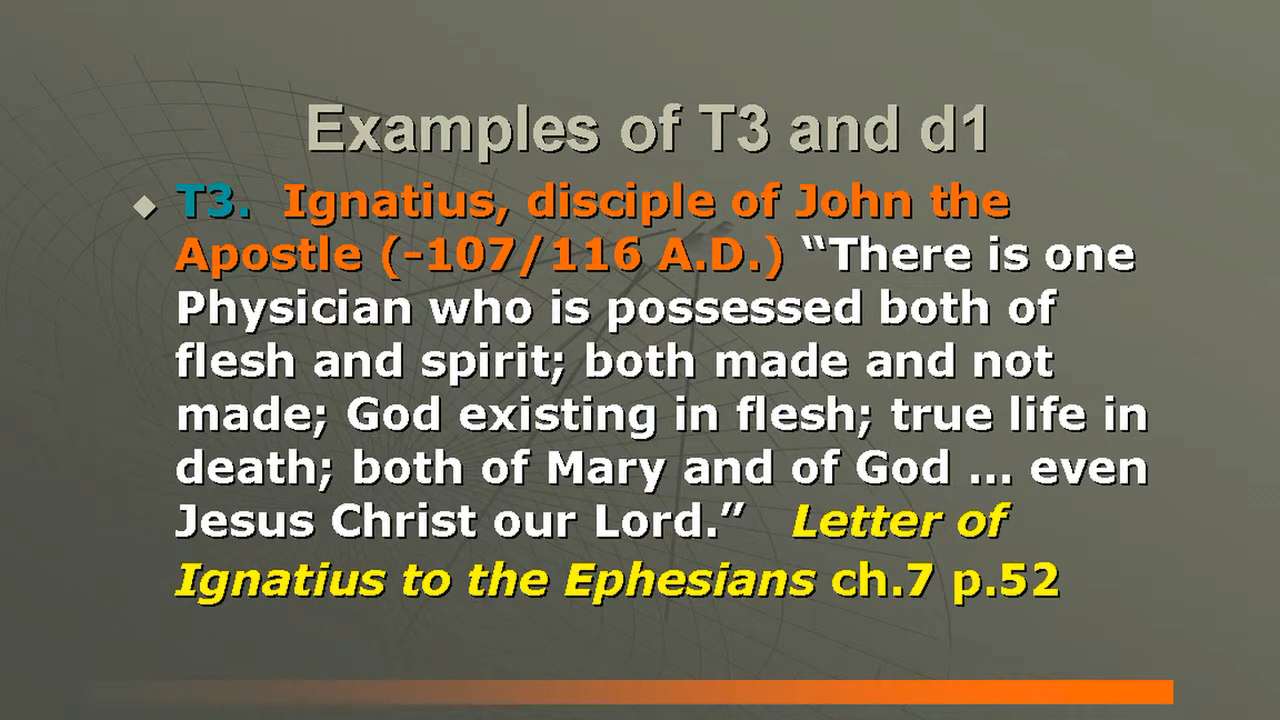 Examples of T3 and d1
T3. Ignatius, disciple of John the
Apostle (-107/116 A.D.) “There is one
Physician who is possessed both of
flesh and spirit; both made and not
made; God existing in flesh; true life in
death; both of Mary and of God ... even
Jesus Christ our Lord.” Letter of
Ignatius to the Ephesians ch.7 p.52